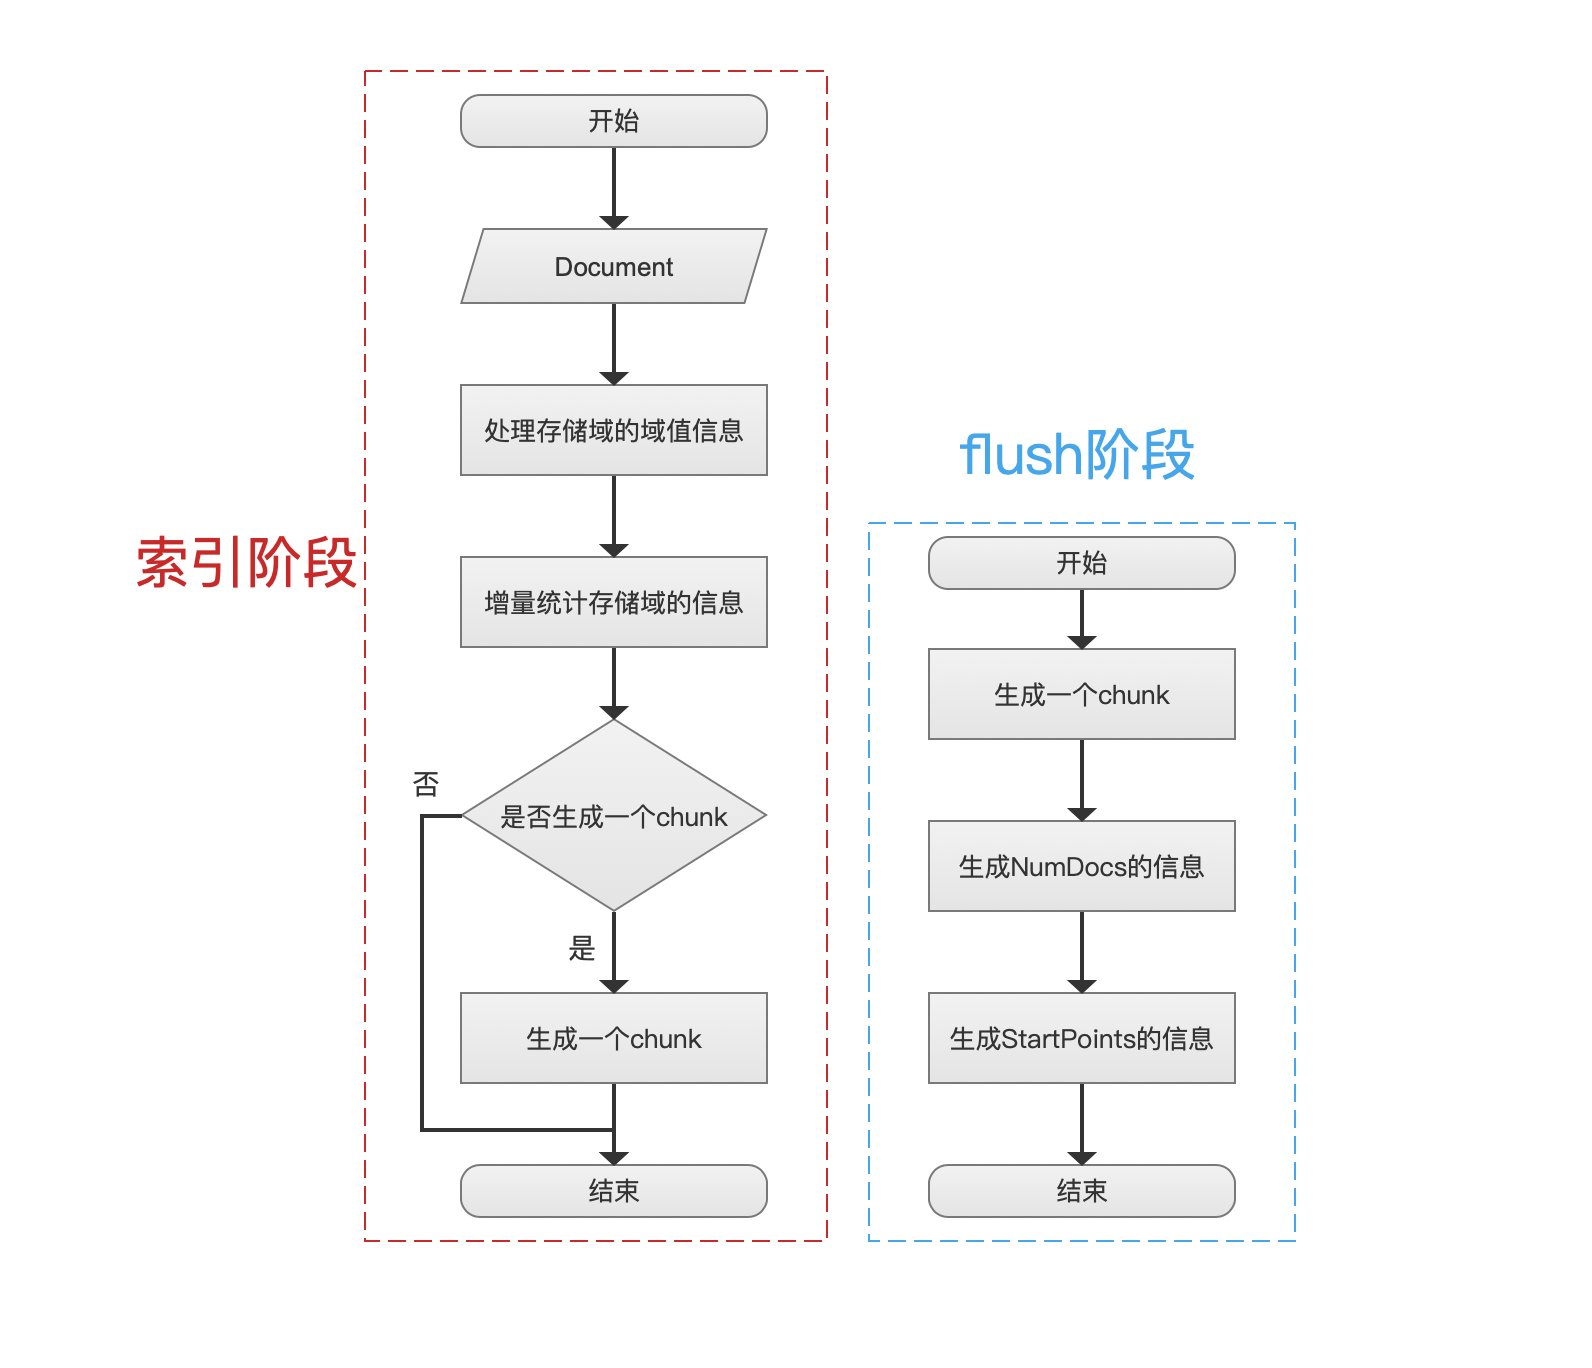 索引阶段
开始
Document
处理存储域的域值信息
增量统计存储域的信息
否
是否生成一个chunk
是
生成一个chunk
结束
flush阶段
开始
生成一个chunk
生成NumDocs的信息
生成StartPoints的信息
结束